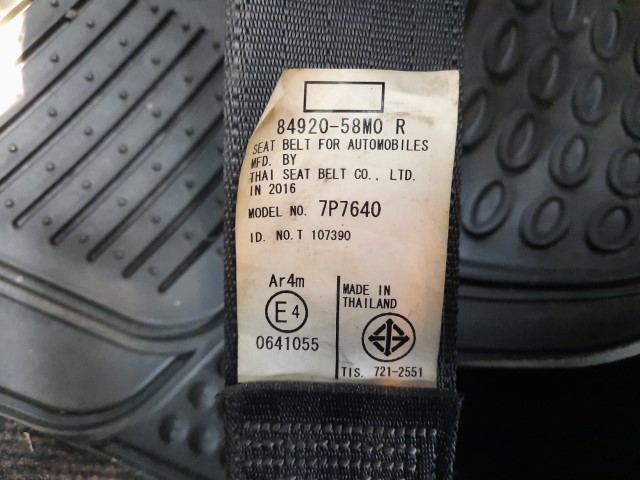 84920-58M0 R
SEAT BELT FOR AUTOMOBILES
MFD. BY
THAI SEAT BELT CO., LTD.
IN 2016
MODEL NO. 7P7640
ID. NO. T 107390
Ar4m
E4
0641055
MADE IN
THAILAND
TIS. 721-2551